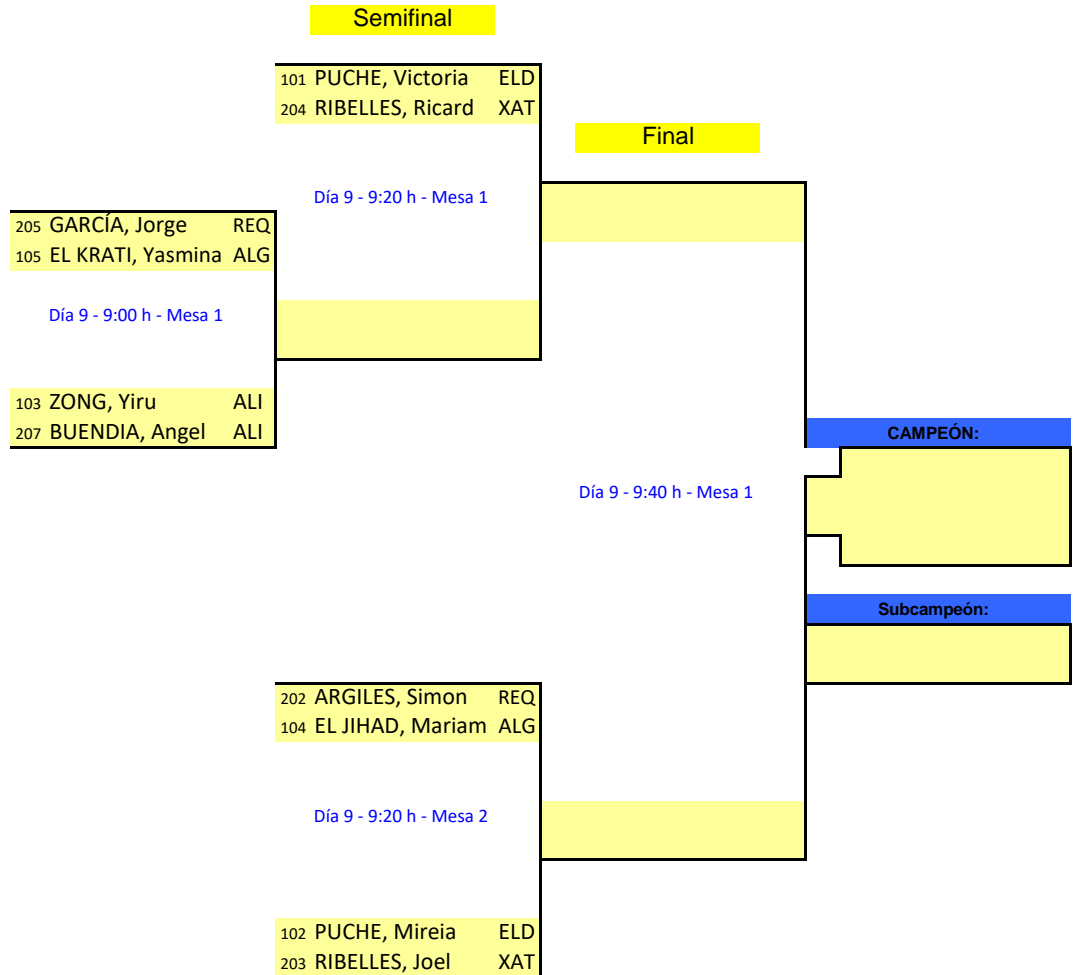 Semifinal
101 PUCHE, Victoria ELD
204 RIBELLES, Ricard XAT
Final
Día 9 - 9:20 h - Mesa 1
205 GARCÍA, Jorge REQ
105 EL KRATI, Yasmina ALG
Día 9 - 9:00 h - Mesa 1
103 ZONG, Yiru ALI
207 BUENDIA, Angel ALI
CAMPEÓN:
Día 9 - 9:40 h - Mesa 1
Subcampeón:
202 ARGILES, Simon REQ
104 EL JIHAD, Mariam ALG
Día 9 - 9:20 h - Mesa 2
102 PUCHE, Mireia ELD
203 RIBELLES, Joel XAT